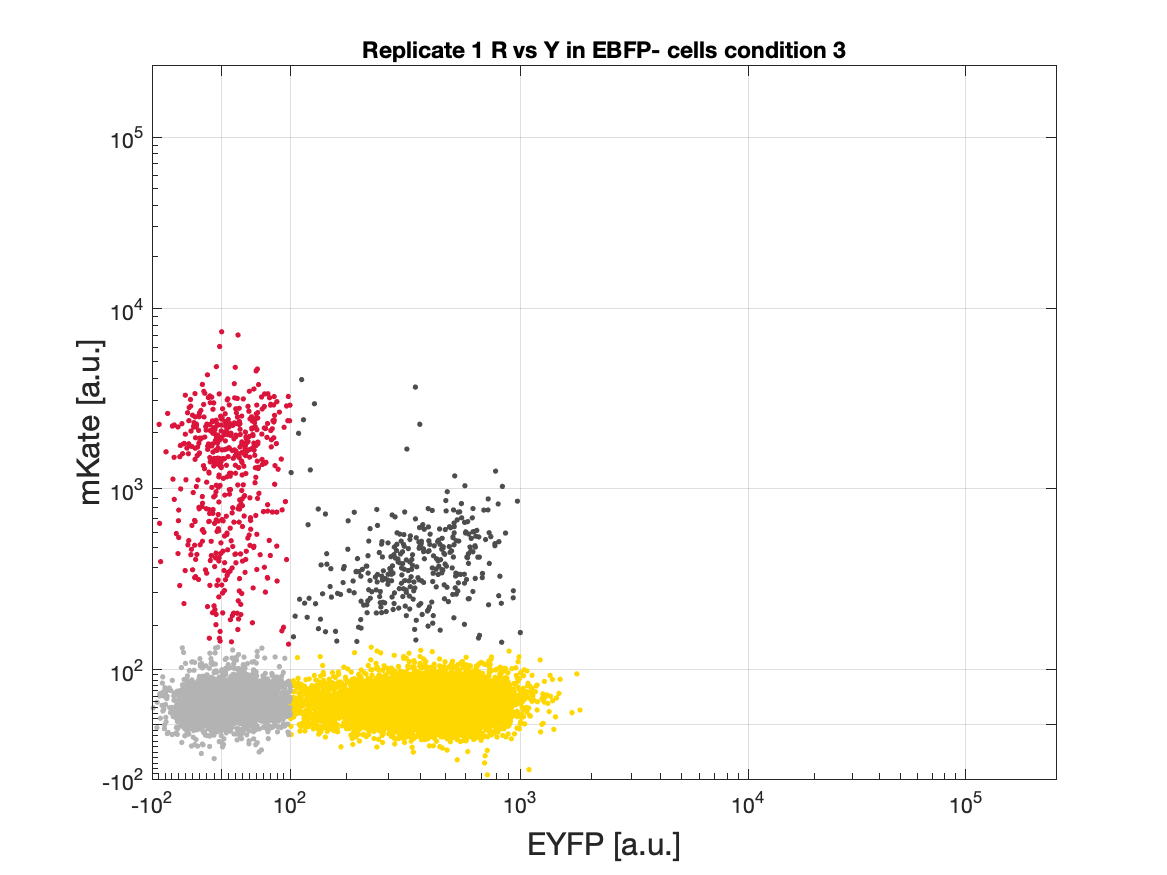 Replicate 1 R vs Y in EBFP- cells condition 3
10^5
10^4
10^3
10^2
-10^2
mKate [a.u.]
-10^2 10^2 10^3 10^4 10^5
EYFP [a.u.]